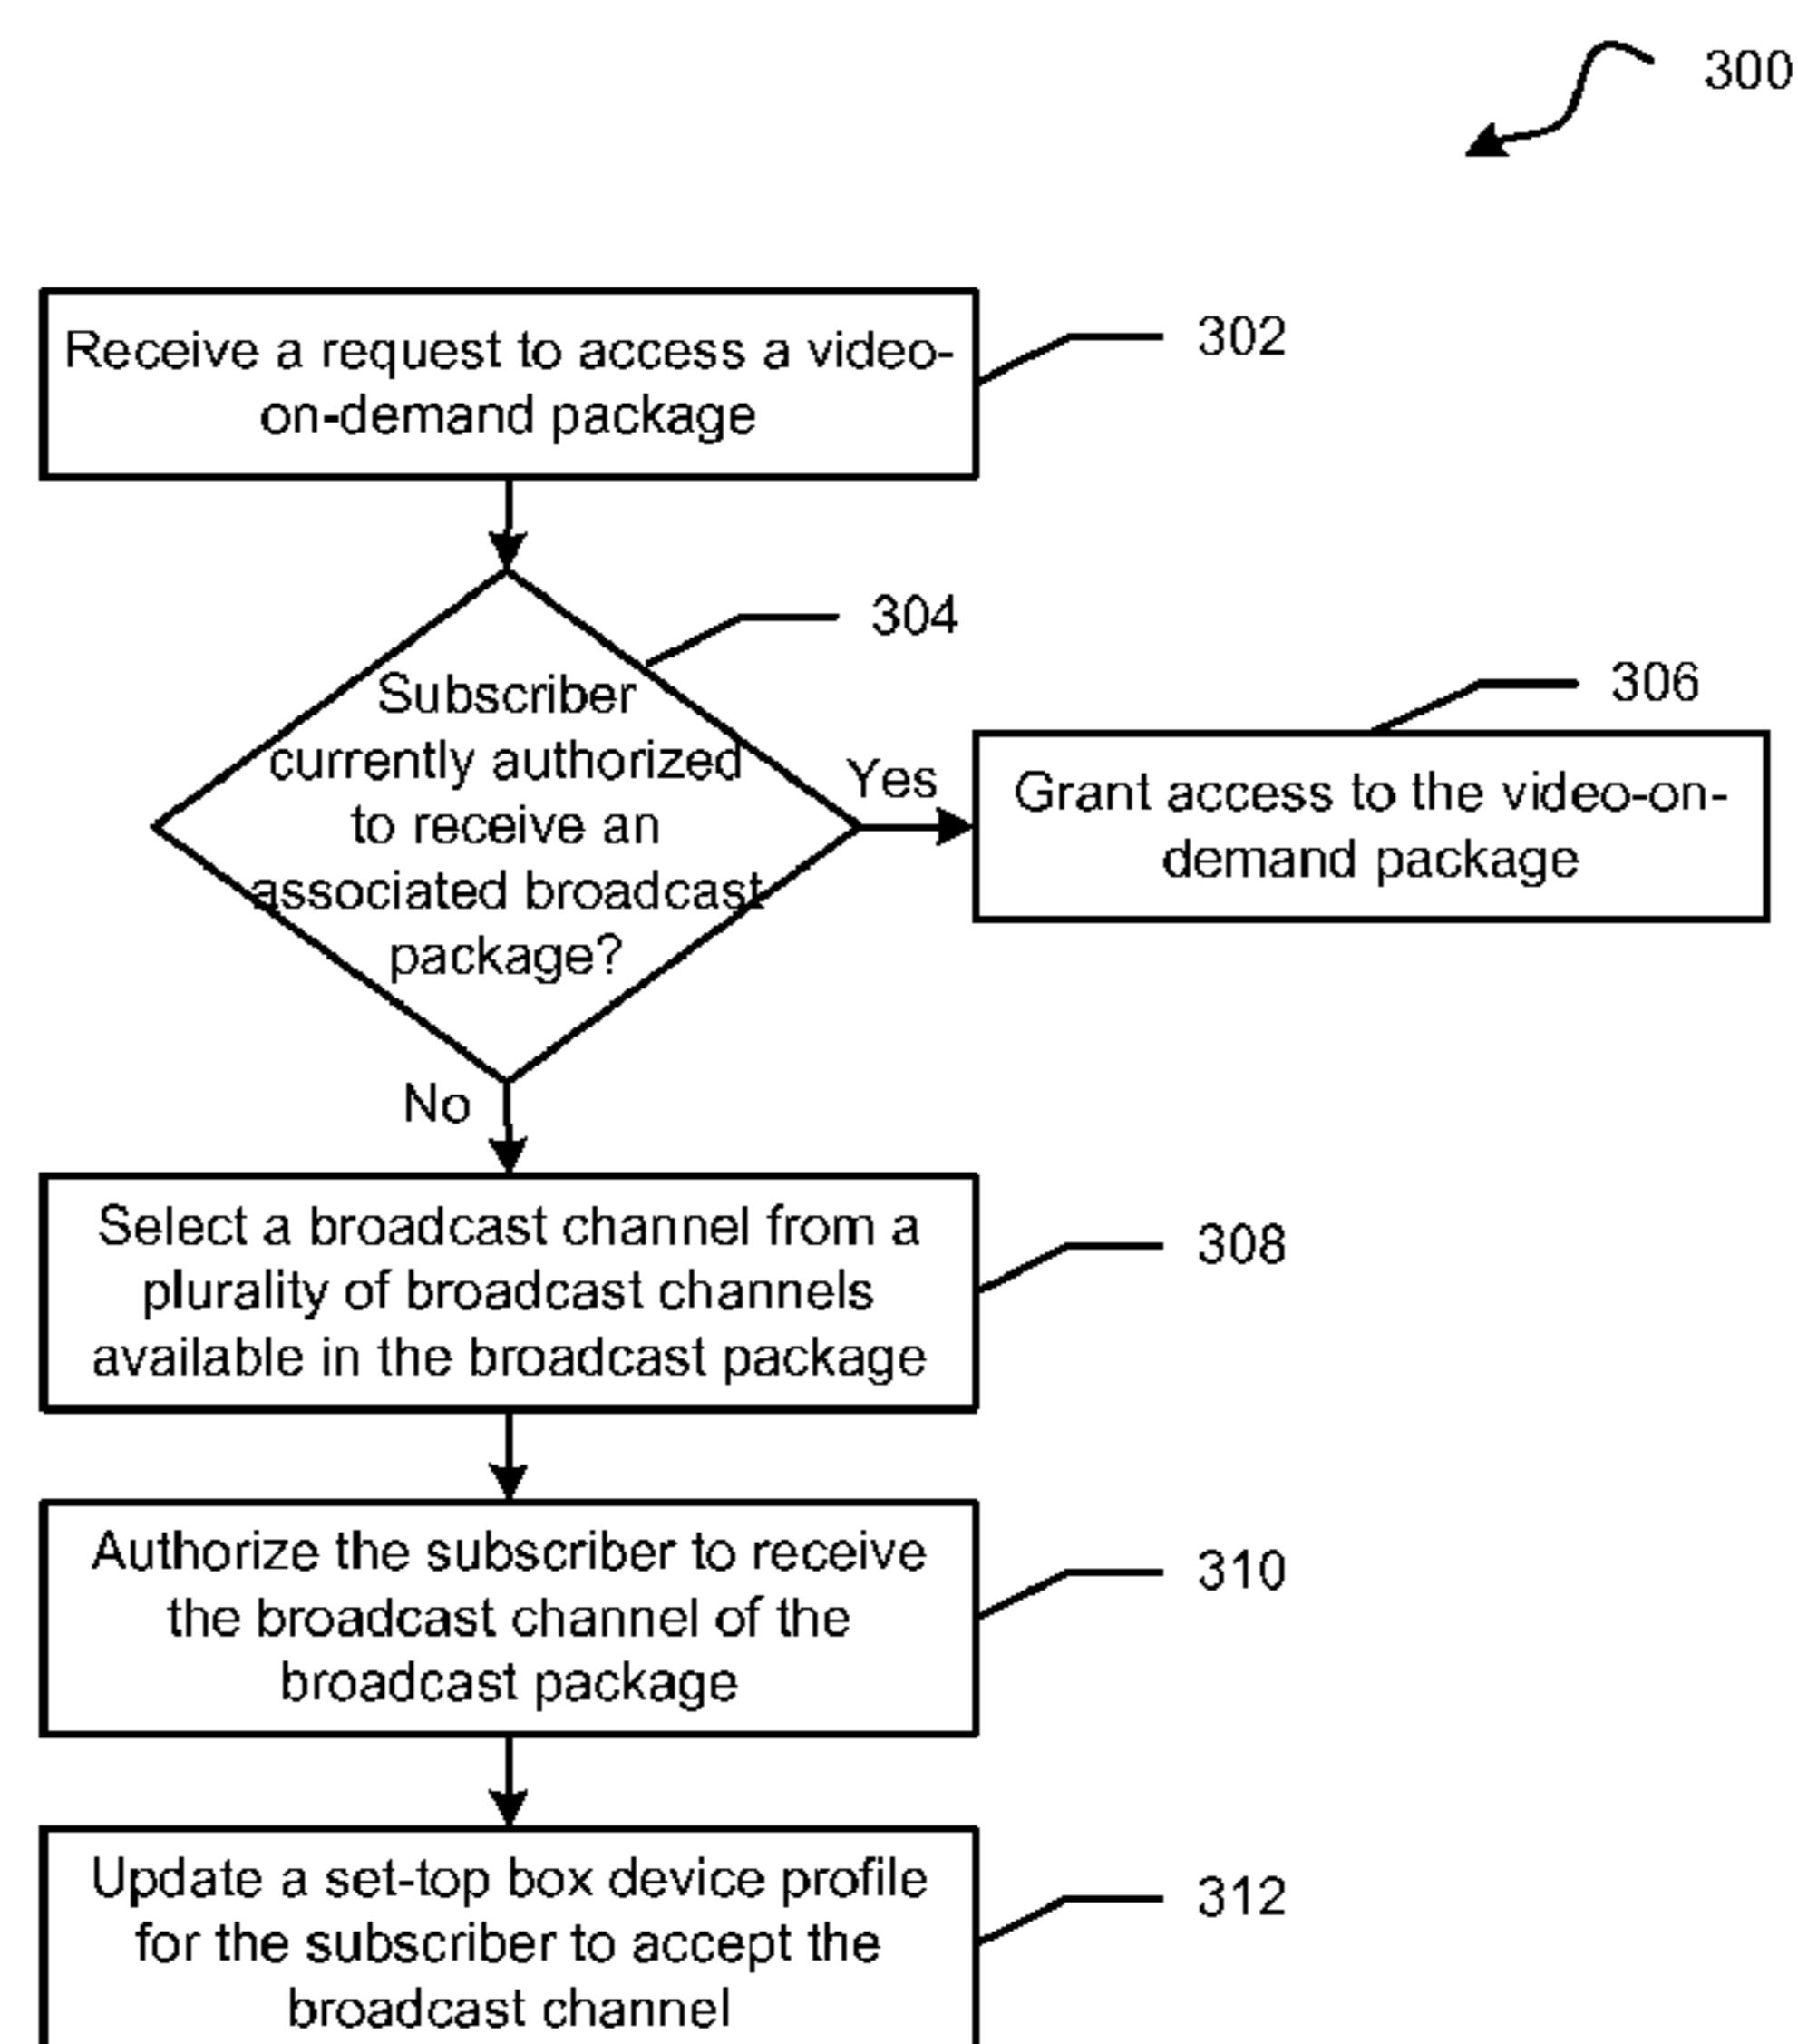 300
Receive a request to access a video-
on-demand package
302
304
Subscriber
currently authorized
to receive an
associated broadcast
package?
Yes
306
Grant access to the video-on-
demand package
No
Select a broadcast channel from a
plurality of broadcast channels
available in the broadcast package
308
Authorize the subscriber to receive
the broadcast channel of the
broadcast package
310
Update a set-top box device profile
for the subscriber to accept the
broadcast channel
312